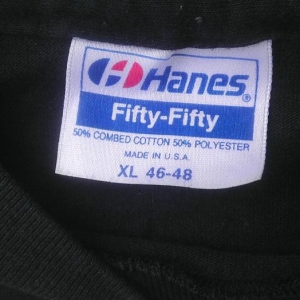 Hanes®
Fifty-Fifty
50% COMBED COTTON 50% POLYESTER
MADE IN U.S.A.
XL 46-48